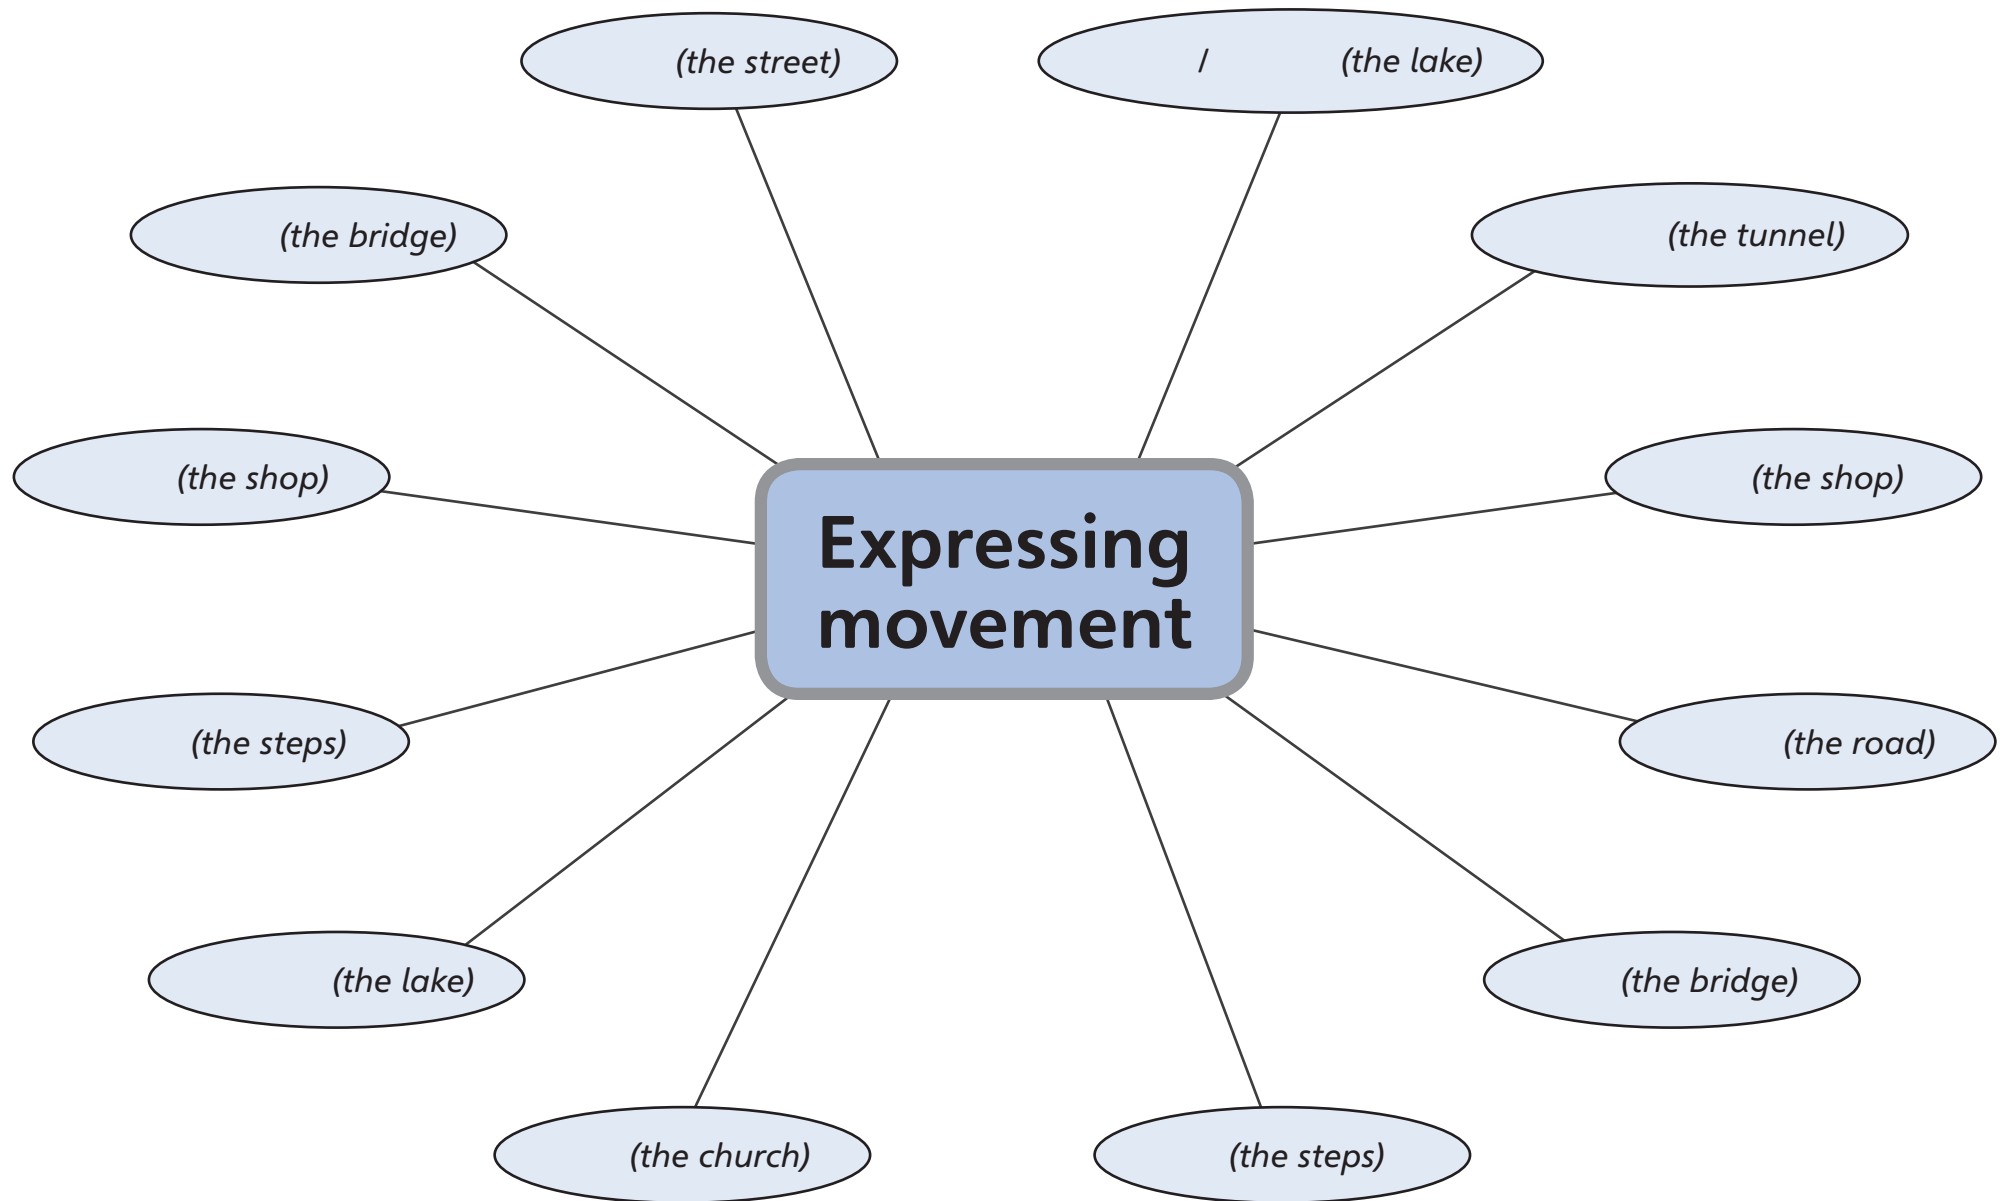 (the street)
/ (the lake)
(the bridge)
(the tunnel)
(the shop)
(the shop)
Expressing
movement
(the steps)
(the road)
(the lake)
(the bridge)
(the church)
(the steps)